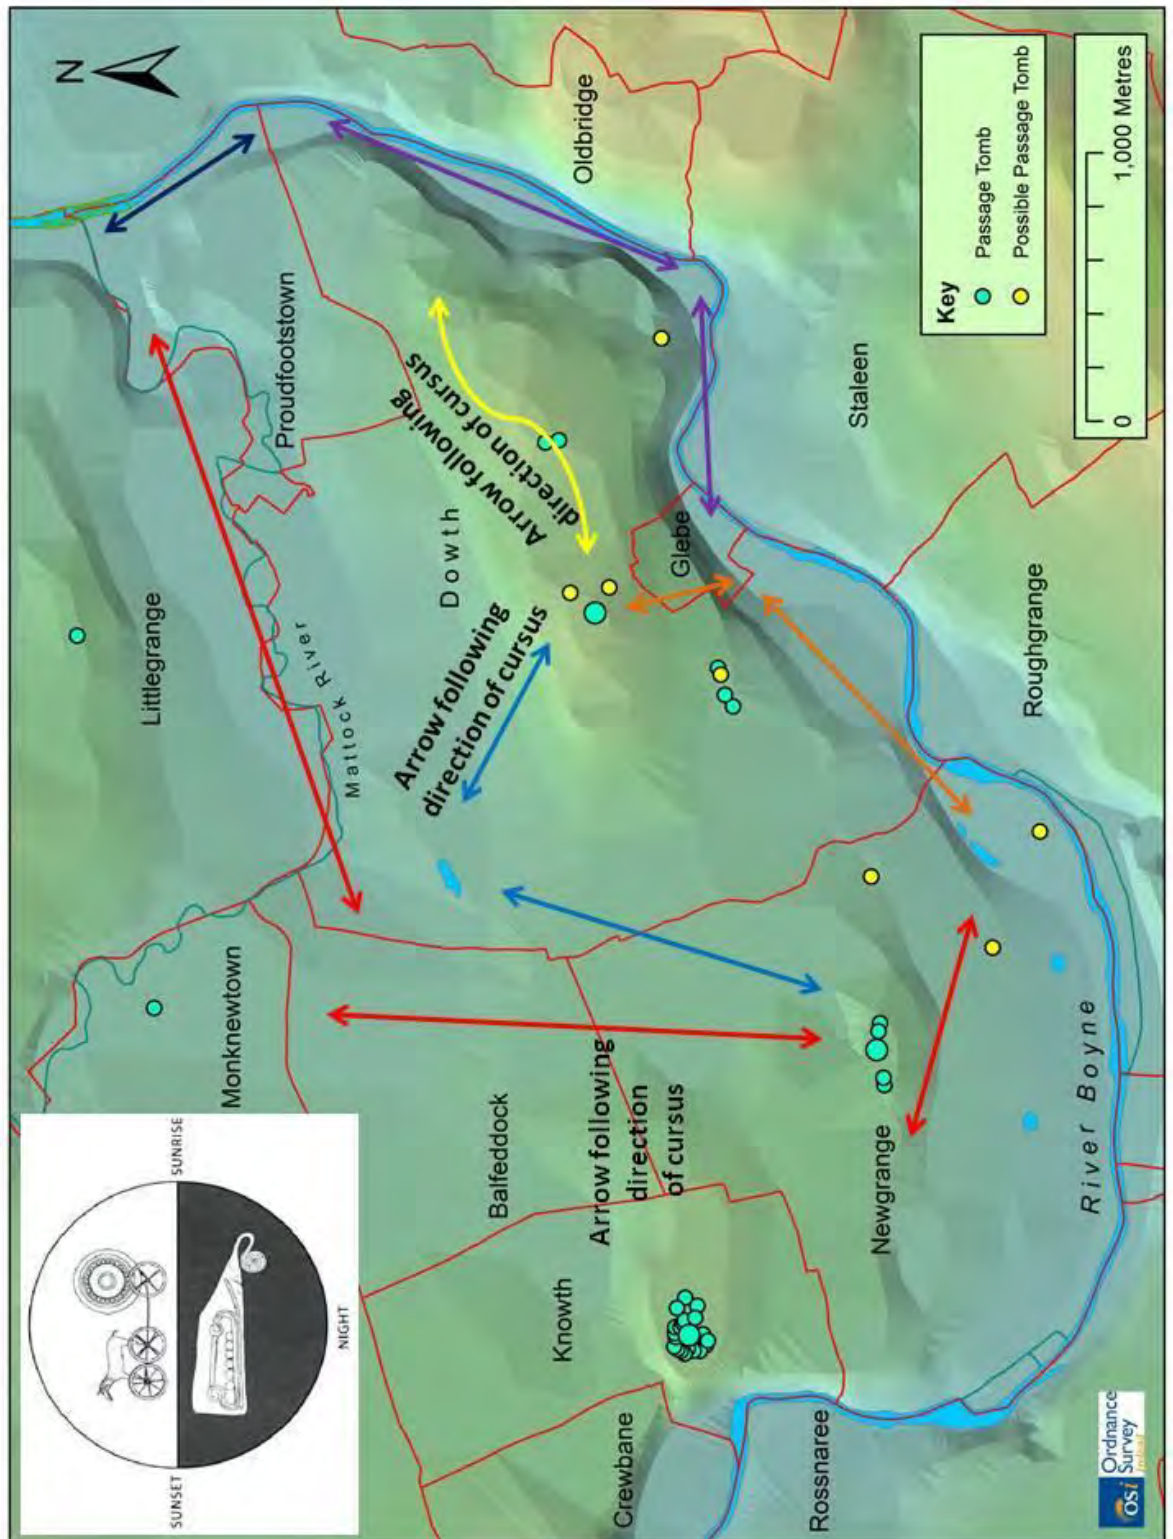 SUNRISE
SUNSET
NIGHT
N
Littlegrange
Monknewtown
Mattock River
Proudfootstown
Oldbridge
Dowth
Arrow following
direction of cursus
Arrow following
direction of cursus
Balfeddock
Arrow following
direction
of cursus
Knowth
Crewbane
Rossnaree
Newgrange
Glebe
Staleen
Roughgrange
River Boyne
Key
Passage Tomb
Possible Passage Tomb
0
1,000 Metres
osi
Ordnance
Survey
Ireland